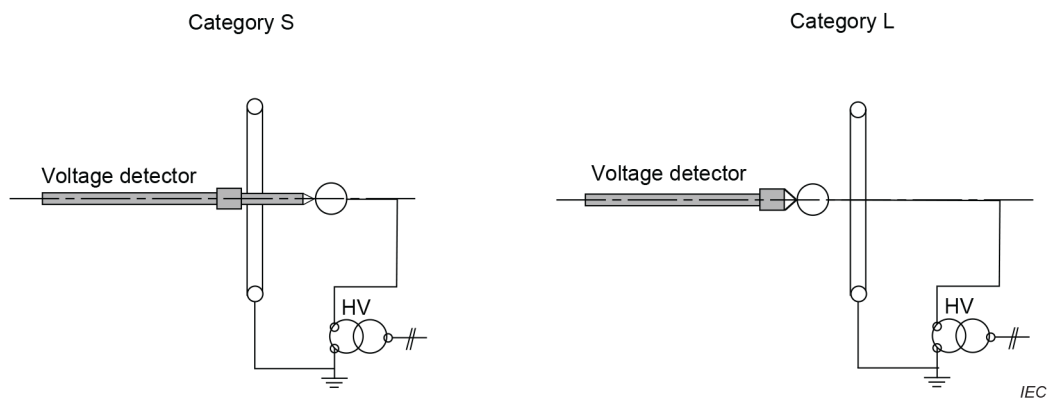 Category S
Category L
Voltage detector
Voltage detector
HV
HV
IEC